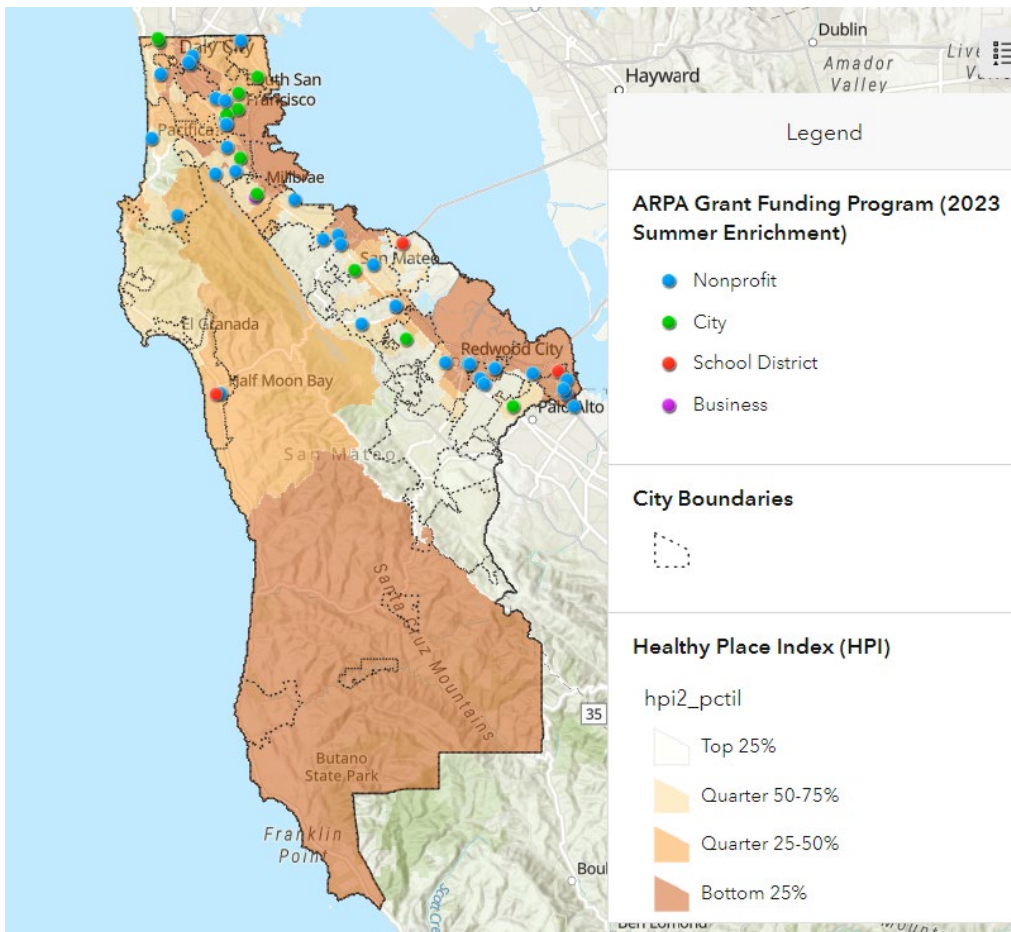 Dublin
Amador
Valley
Hayward
Daly City
South San
Francisco
Pacifica
Millbrae
San Mateo
El Granada
Redwood City
Half Moon Bay
Palo Alto
San Mateo
Santa Cruz Mountains
35
Butano
State Park
Franklin
Point
Boul
Ben Lomond
Legend
ARPA Grant Funding Program (2023
Summer Enrichment)
Nonprofit
City
School District
Business
City Boundaries
Healthy Place Index (HPI)
hpi2_pctil
Top 25%
Quarter 50-75%
Quarter 25-50%
Bottom 25%